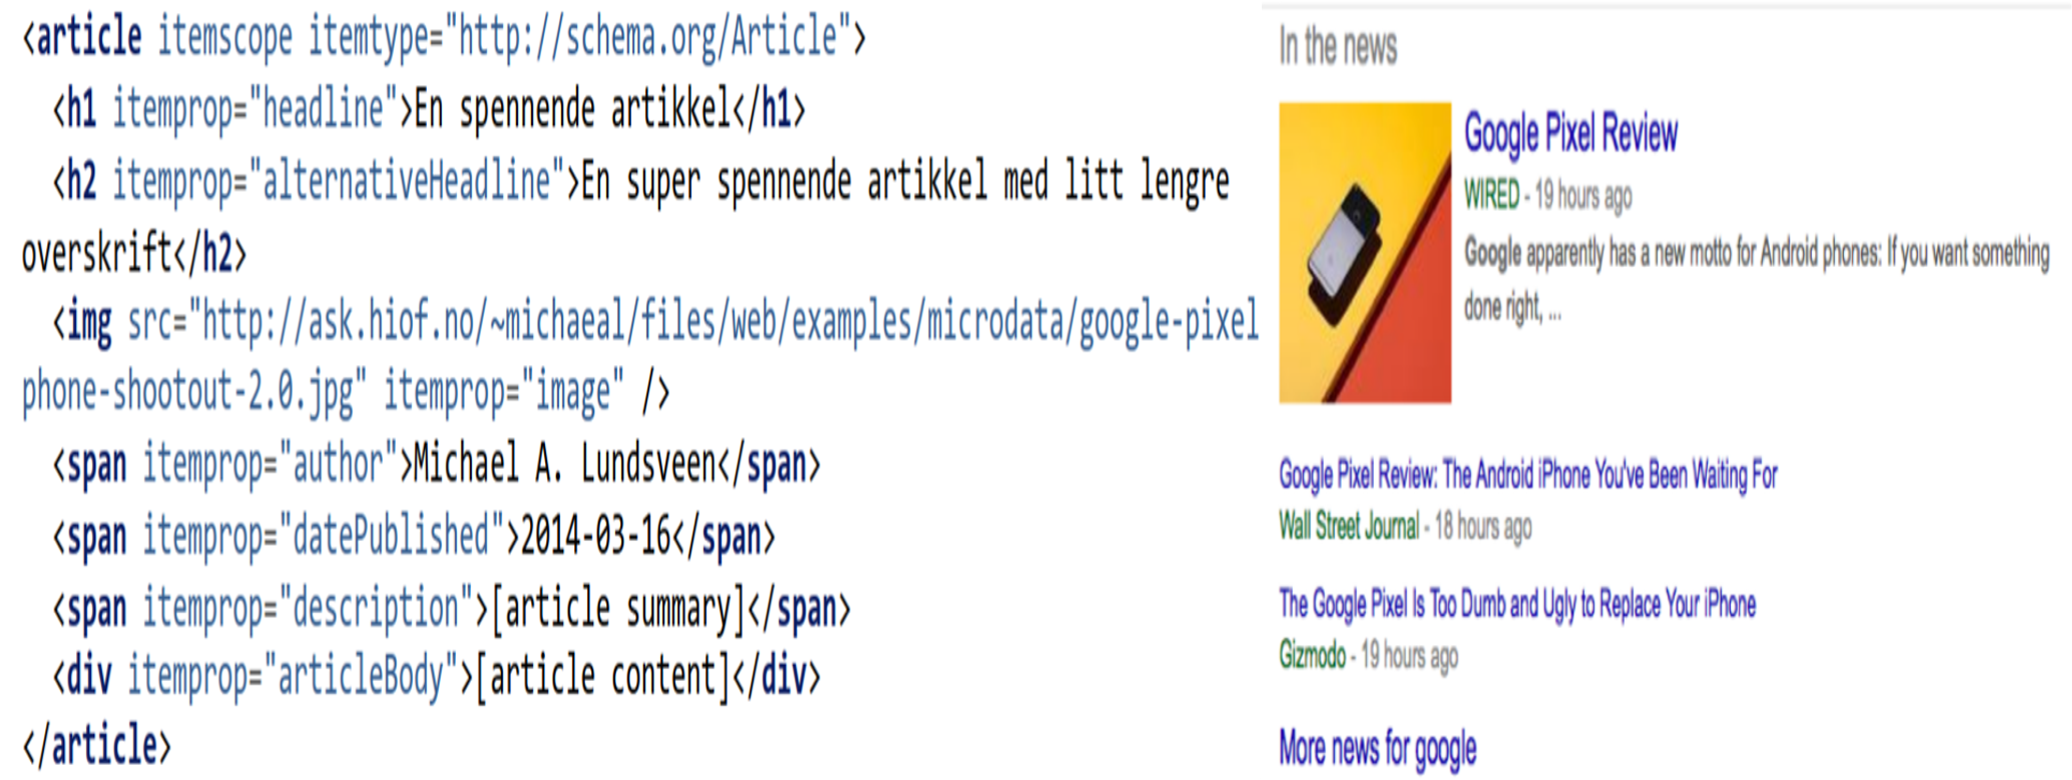 <article itemscope itemtype="http://schema.org/Article">
<h1 itemprop="headline">En spennende artikkel</h1>
<h2 itemprop="alternativeHeadline">En super spennende artikkel med litt lengre
overskrift</h2>
<img src="http://ask.hiof.no/~michaeal/files/web/examples/microdata/google-pixel
phone-shootout-2.0.jpg" itemprop="image" />
<span itemprop="author">Michael A. Lundsveen</span>
<span itemprop="datePublished">2014-03-16</span>
<span itemprop="description">[article summary]</span>
<div itemprop="articleBody">[article content]</div>
</article>
In the news
Google Pixel Review
WIRED - 19 hours ago
Google apparently has a new motto for Android phones: If you want something
done right, ...
Google Pixel Review: The Android iPhone You've Been Waiting For
Wall Street Journal - 18 hours ago
The Google Pixel Is Too Dumb and Ugly to Replace Your iPhone
Gizmodo - 19 hours ago
More news for google